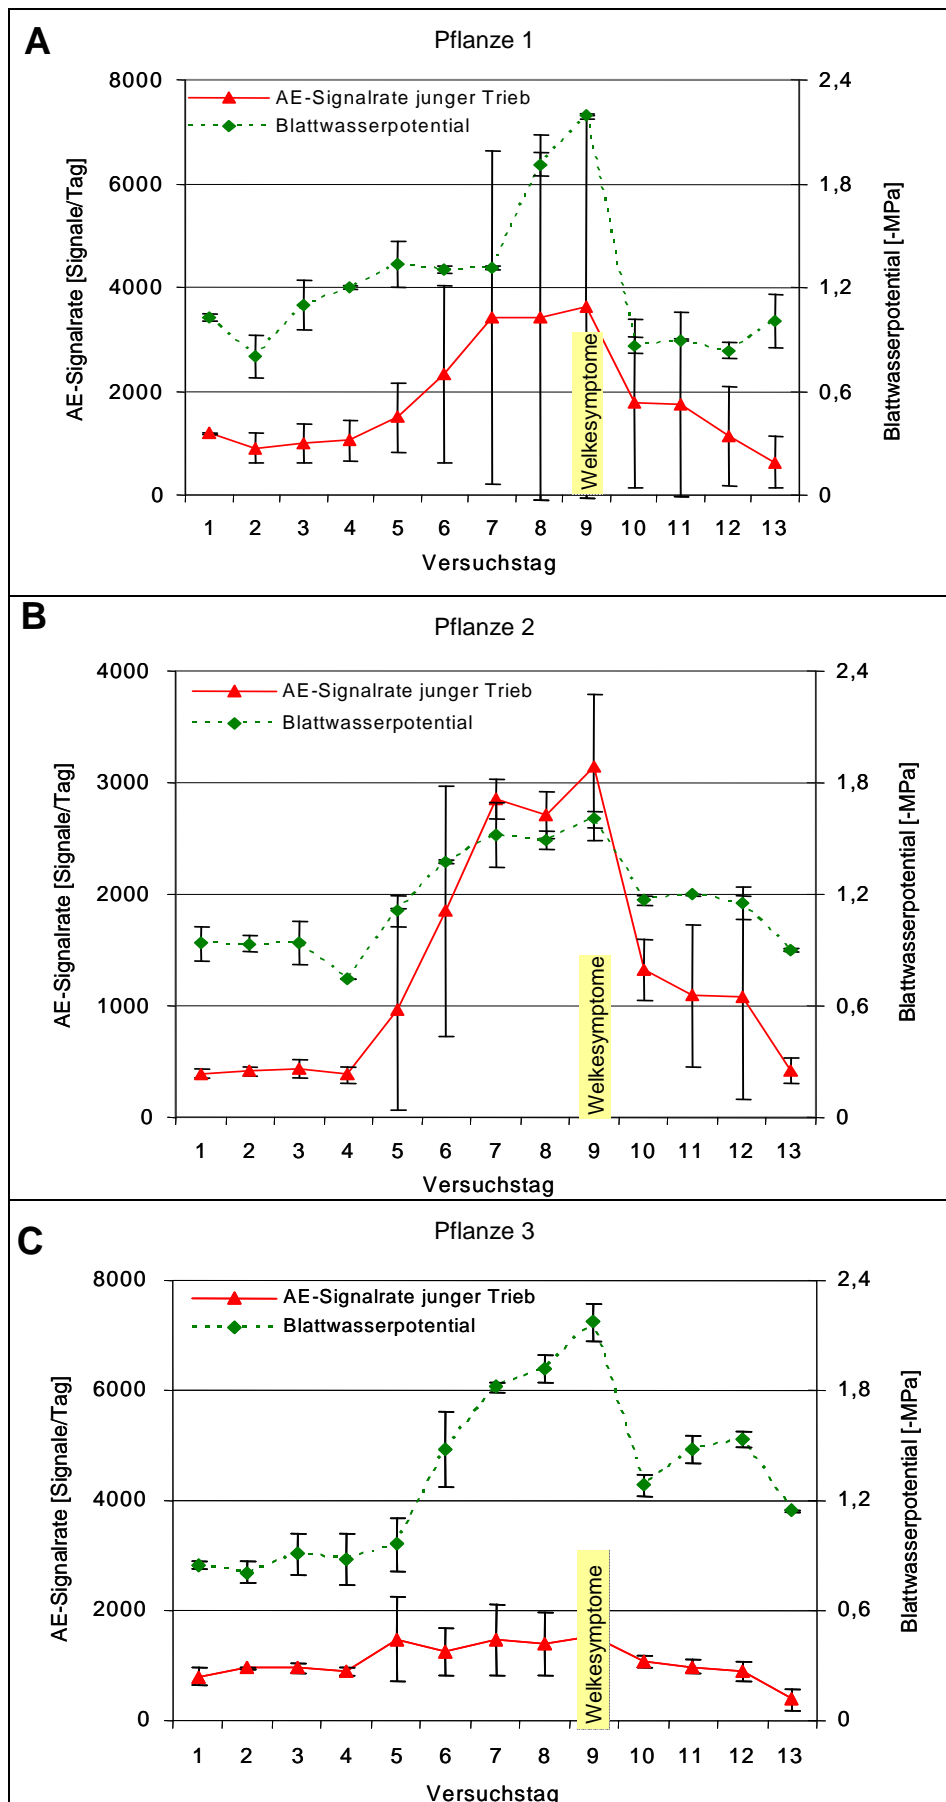 A
Pflanze 1
AE-Signalrate junger Trieb
Blattwasserpotential
8000
6000
4000
2000
0
2,4
1,8
1,2
0,6
0
AE-Signalrate [Signale/Tag]
Blattwasserpotential [-MPa]
Welkesymptome
1 2 3 4 5 6 7 8 9 10 11 12 13
Versuchstag
B
Pflanze 2
AE-Signalrate junger Trieb
Blattwasserpotential
4000
3000
2000
1000
0
2,4
1,8
1,2
0,6
0
AE-Signalrate [Signale/Tag]
Blattwasserpotential [-MPa]
Welkesymptome
1 2 3 4 5 6 7 8 9 10 11 12 13
Versuchstag
C
Pflanze 3
AE-Signalrate junger Trieb
Blattwasserpotential
8000
6000
4000
2000
0
2,4
1,8
1,2
0,6
0
AE-Signalrate [Signale/Tag]
Blattwasserpotential [-MPa]
Welkesymptome
1 2 3 4 5 6 7 8 9 10 11 12 13
Versuchstag